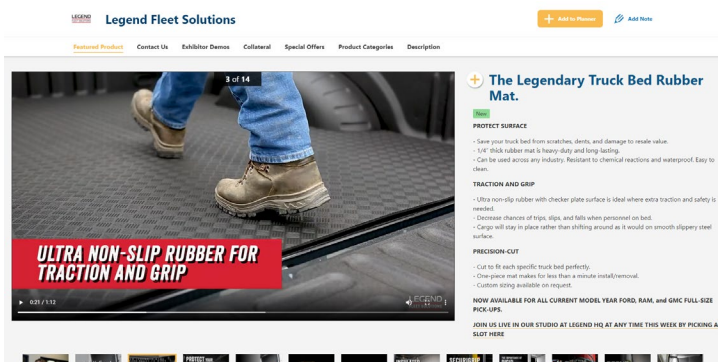 LEGEND
Legend Fleet Solutions
Add to Planner
Add Note
Featured Product
Contact Us
Exhibitor Demos
Collateral
Special Offers
Product Categories
Description
3 of 14
ULTRA NON-SLIP RUBBER FOR
TRACTION AND GRIP
0:21 / 1:12
LEGEND
The Legendary Truck Bed Rubber
Mat.
New
PROTECT SURFACE
- Save your truck bed from scratches, dents, and damage to resale value.
- 1/4" thick rubber mat is heavy-duty and long-lasting.
- Can be used across any industry. Resistant to chemical reactions and waterproof. Easy to
clean.
TRACTION AND GRIP
- Ultra non-slip rubber with checker plate surface is ideal where extra traction and safety is
needed.
- Decrease chances of trips, slips, and falls when personnel on bed.
- Cargo will stay in place rather than shifting around as it would on smooth slippery steel
surface.
PRECISION-CUT
- Cut to fit each specific truck bed perfectly.
- One-piece mat makes for less than a minute install/removal.
- Custom sizing available on request.
NOW AVAILABLE FOR ALL CURRENT MODEL YEAR FORD, RAM, and GMC FULL-SIZE
PICK-UPS.
JOIN US LIVE IN OUR STUDIO AT LEGEND HQ AT ANY TIME THIS WEEK BY PICKING A
SLOT HERE
PROTECT YOUR
SECURIGRIP